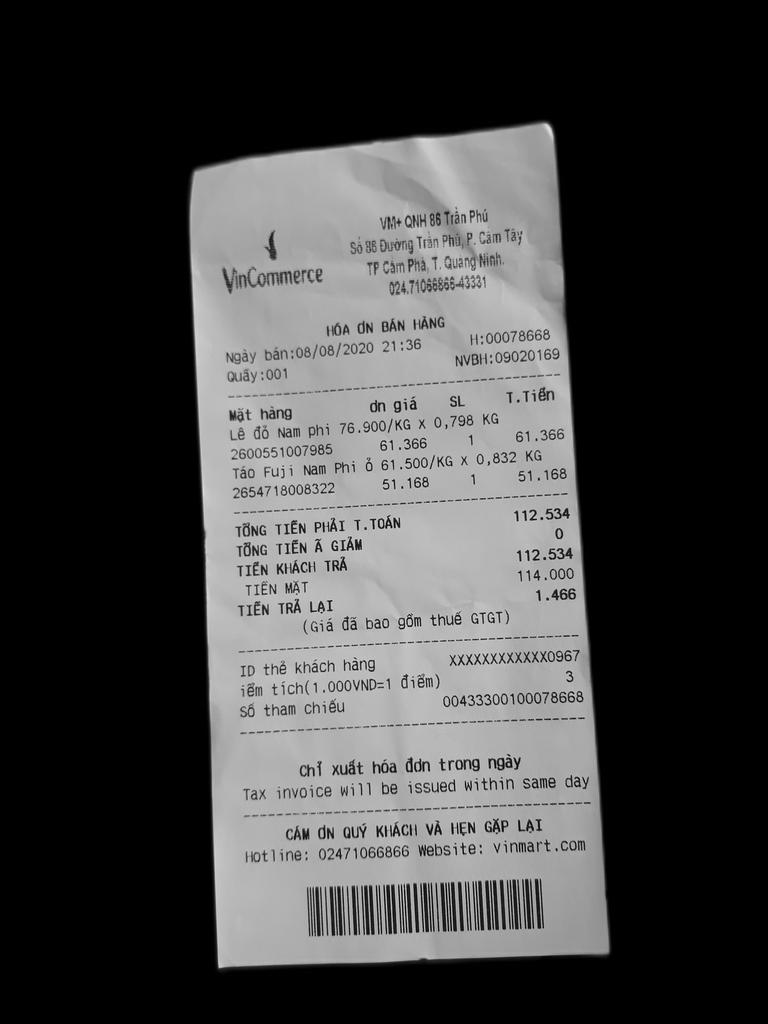 VinCommerce
VM+ QNH 86 Trần Phú
Số 86 Đường Trần Phú, P. Cẩm Tây
TP Cẩm Phả, T. Quảng Ninh.
024.71066866-43331
HÓA ƠN BÁN HÀNG
Ngày bán:08/08/2020 21:36 H:00078668
Quầy:001 NVBH:09020169
Mặt hàng ơn giá SL T.Tiền
Lê đỏ Nam phi 76.900/KG X 0,798 KG
2600551007985 61.366 1 61.366
Táo Fuji Nam Phi ỏ 61.500/KG X 0,832 KG
2654718008322 51.168 1 51.168
TỔNG TIỀN PHẢI T.TOÁN 112.534
TỔNG TIỀN Ã GIẢM 0
TIỀN KHÁCH TRẢ 112.534
TIỀN MẶT 114.000
TIỀN TRẢ LẠI 1.466
(Giá đã bao gồm thuế GTGT)
ID thẻ khách hàng XXXXXXXXXXXX0967
iểm tích(1.000VND=1 điểm) 3
Số tham chiếu 00433300100078668
Chỉ xuất hóa đơn trong ngày
Tax invoice will be issued within same day
CẢM ƠN QUÝ KHÁCH VÀ HẸN GẶP LẠI
Hotline: 02471066866 Website: vinmart.com